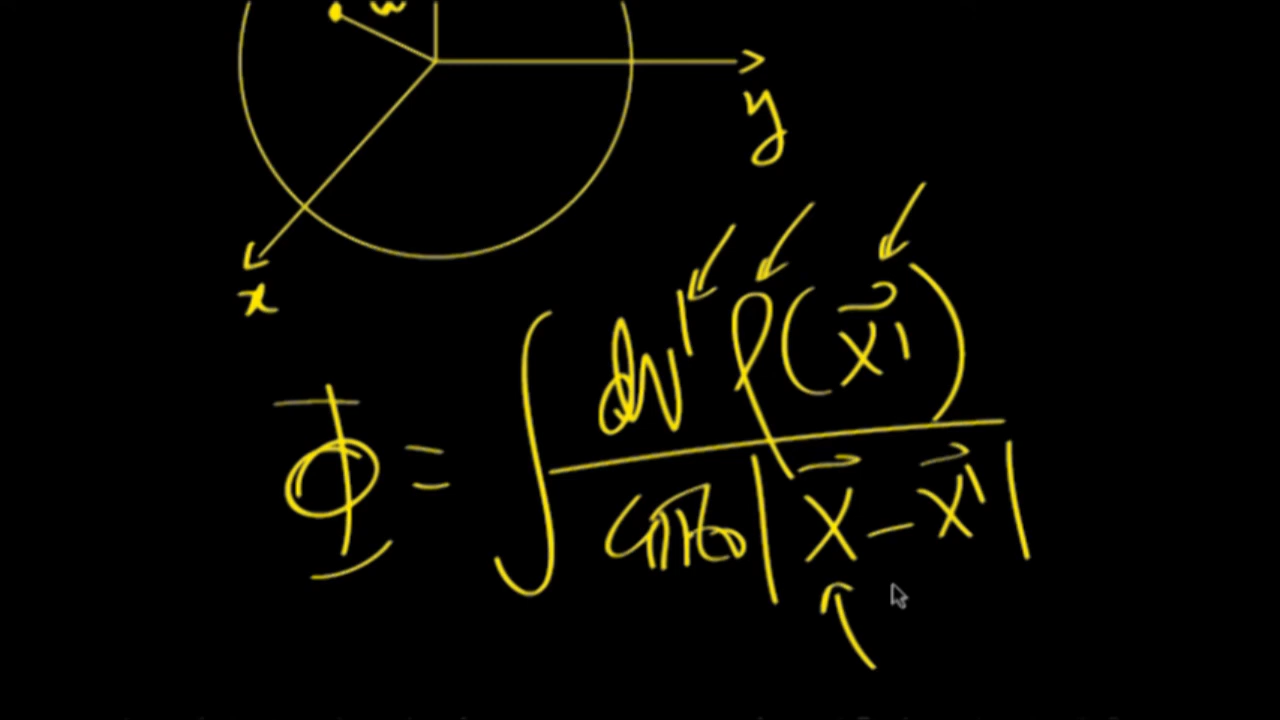 y
x
Φ = ∫ dV' ρ(x⃗') / 4πε₀|x⃗ - x⃗'|